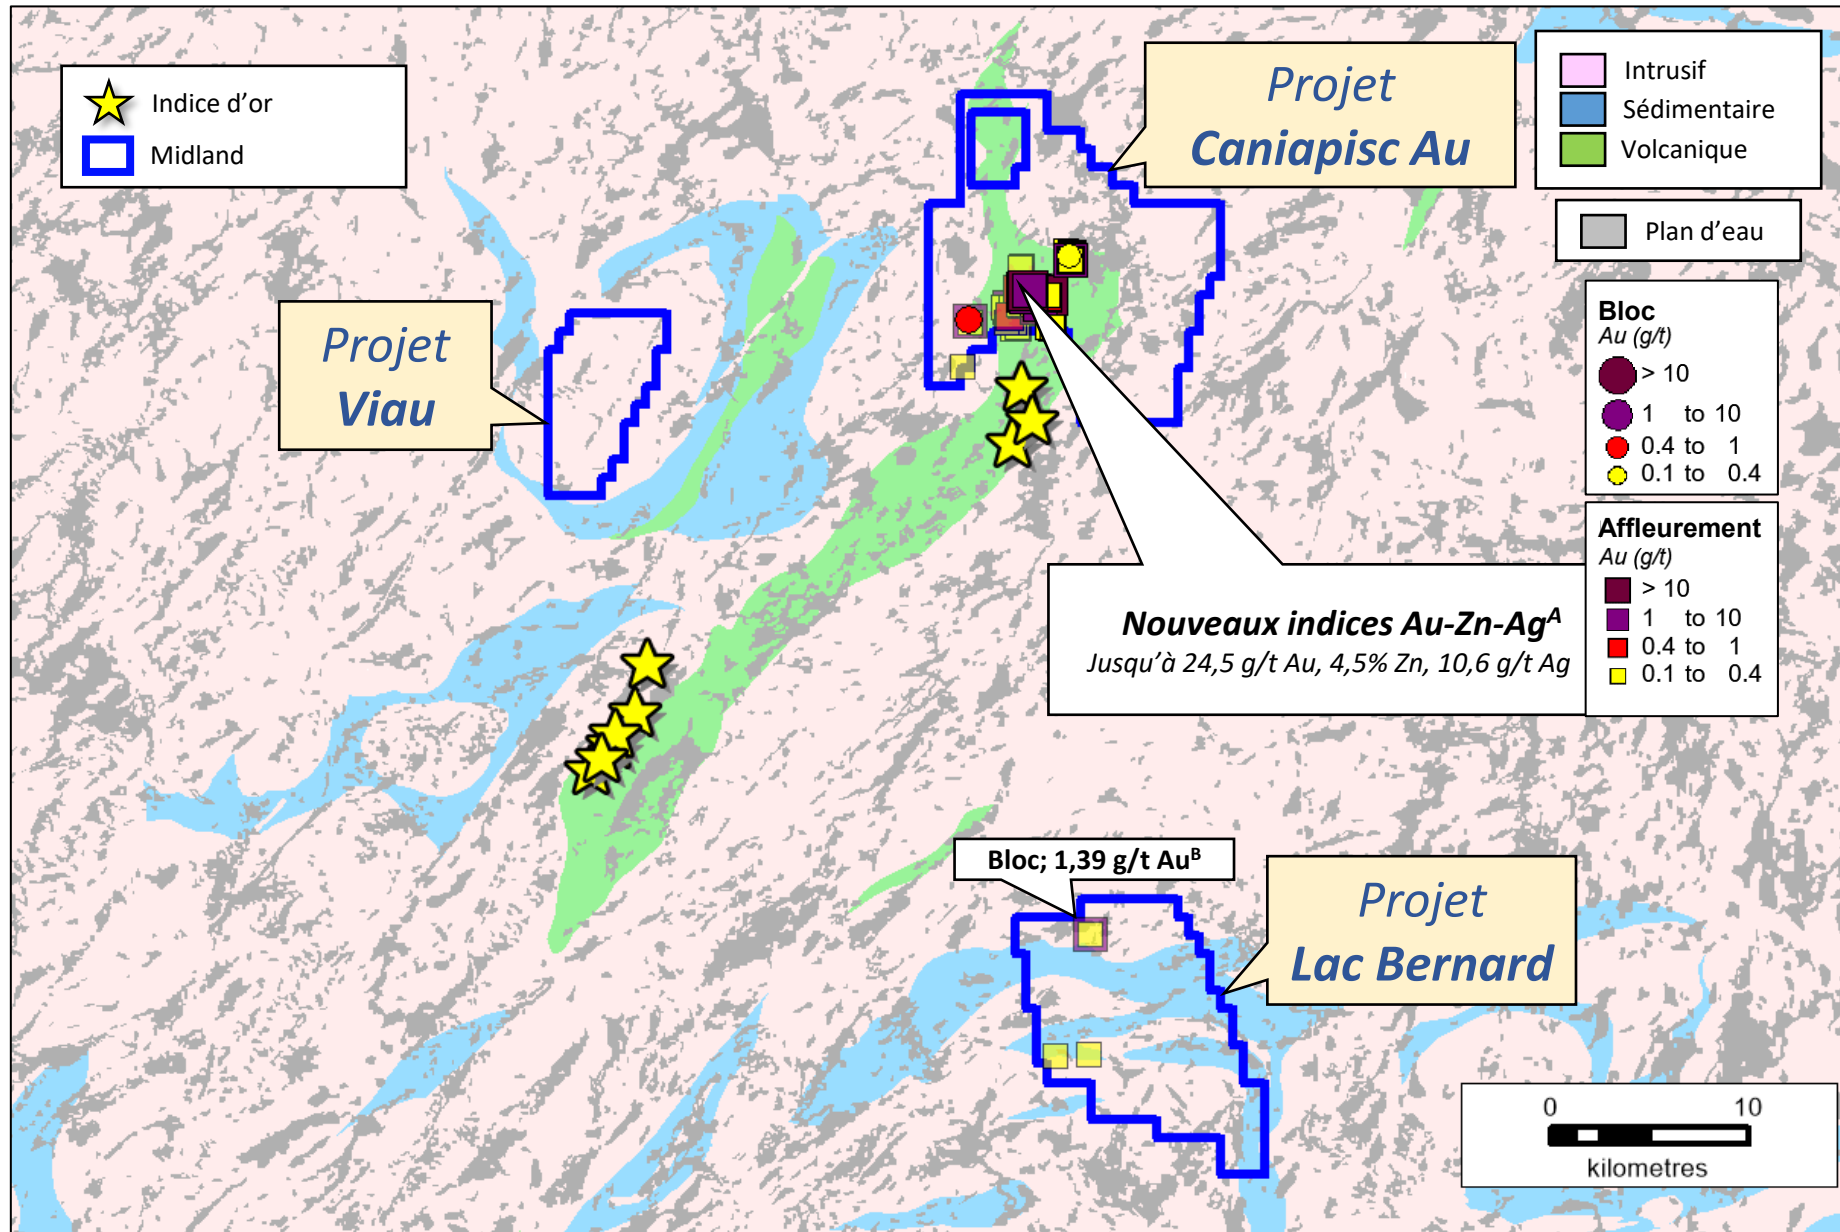 Indice d’or
Midland
Projet
Caniapisc Au
Intrusif
Sédimentaire
Volcanique
Plan d’eau
Projet
Viau
Bloc
Au (g/t)
> 10
1 to 10
0.4 to 1
0.1 to 0.4
Affleurement
Au (g/t)
> 10
1 to 10
0.4 to 1
0.1 to 0.4
Nouveaux indices Au-Zn-Agᴬ
Jusqu’à 24,5 g/t Au, 4,5% Zn, 10,6 g/t Ag
Bloc; 1,39 g/t Auᴮ
Projet
Lac Bernard
0 10
kilometres